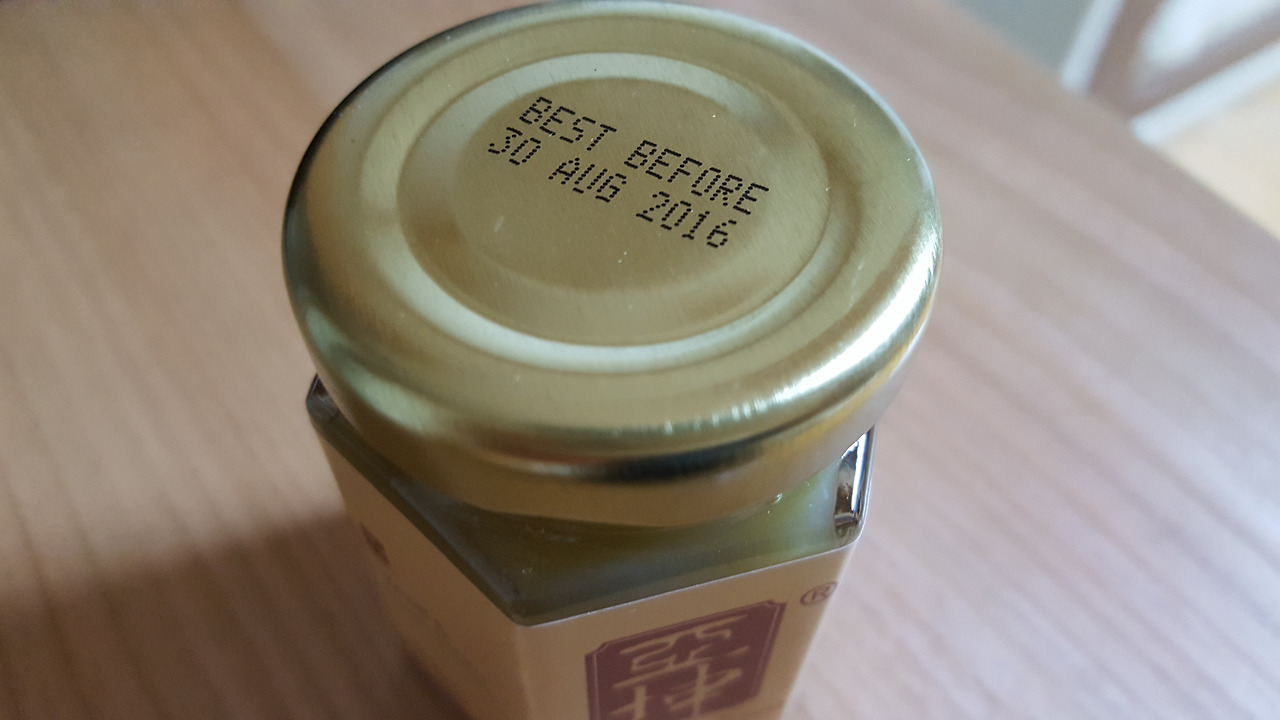 BEST BEFORE
30 AUG 2016
®